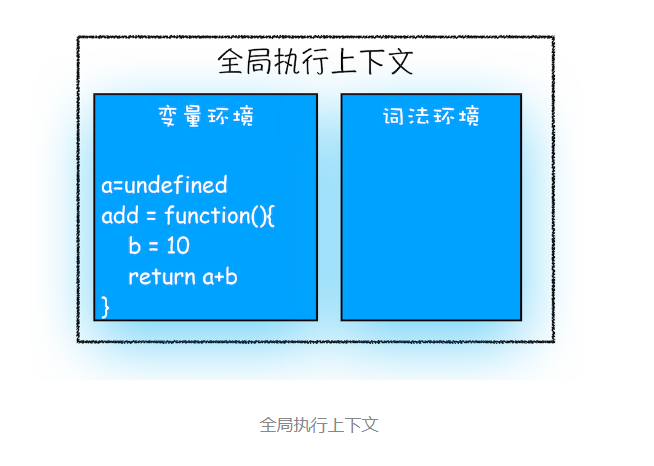 全局执行上下文
变量环境
词法环境
a=undefined
add = function(){
b = 10
return a+b
}
全局执行上下文